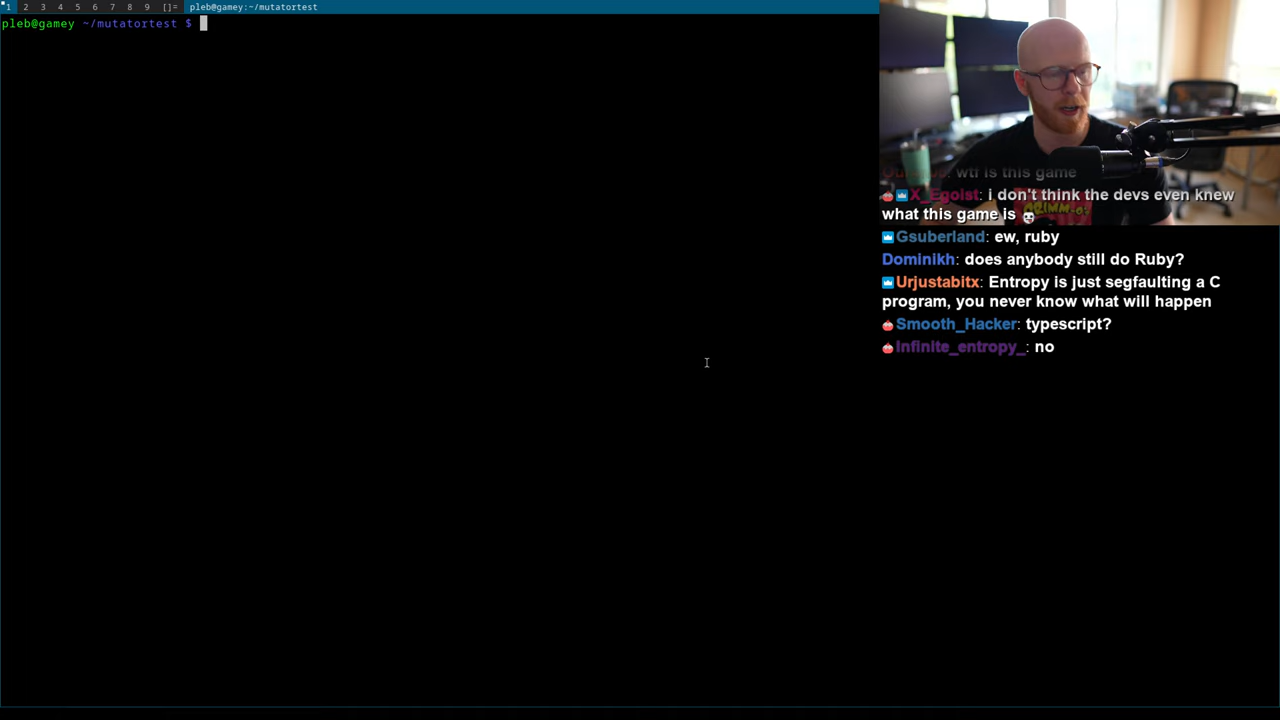 1 2 3 4 5 6 7 8 9 []= pleb@gamey:~/mutatortest
pleb@gamey ~/mutatortest $
wtf is this game
X_Egoist: i don't think the devs even knew
what this game is
Gsuberland: ew, ruby
Dominikh: does anybody still do Ruby?
Urjustabitx: Entropy is just segfaulting a C
program, you never know what will happen
Smooth_Hacker: typescript?
Infinite_entropy_: no